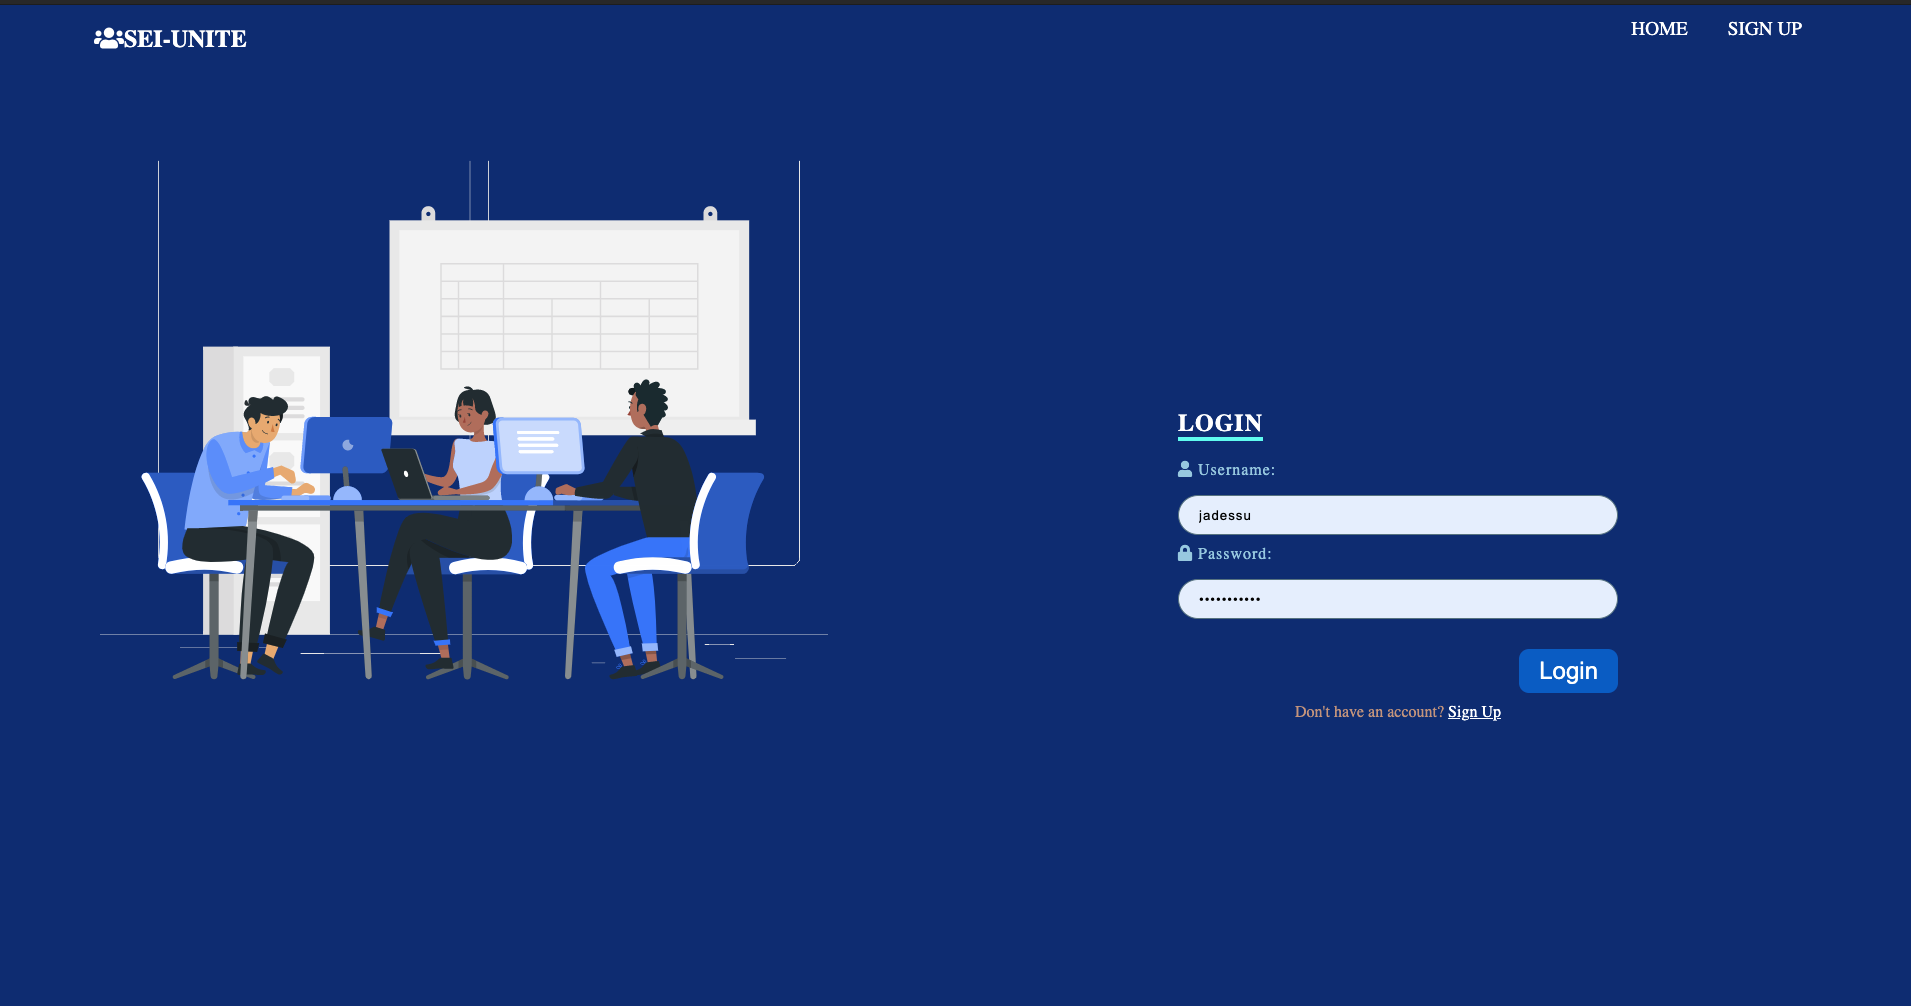 SEI-UNITE
HOME
SIGN UP
LOGIN
Username:
jadessu
Password:
•••••••••••
Login
Don't have an account? Sign Up